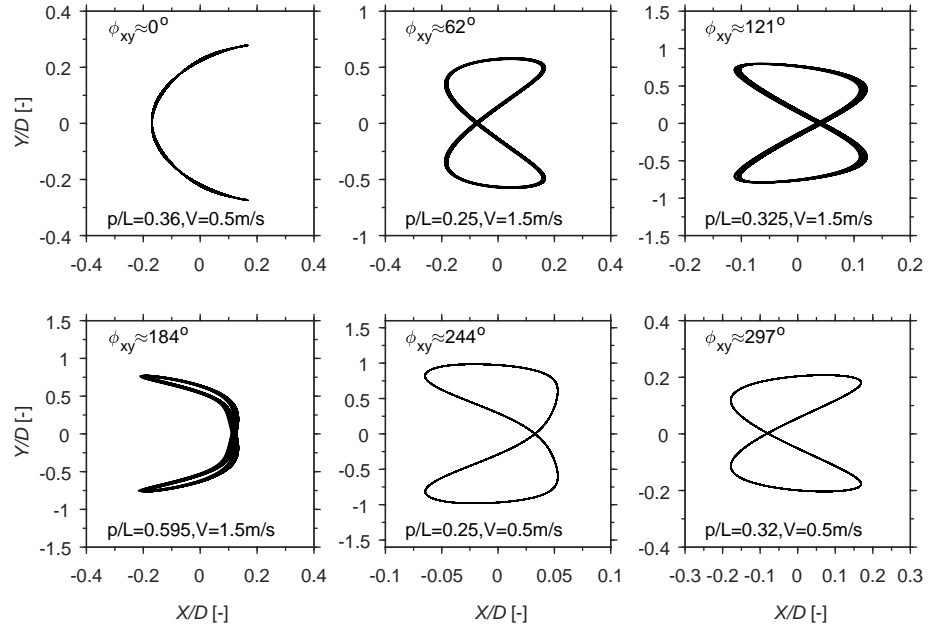 ϕxy≈0°
0.4
0.2
0
-0.2
-0.4
Y/D [-]
p/L=0.36,V=0.5m/s
-0.4 -0.2 0 0.2 0.4
ϕxy≈62°
1
0.5
0
-0.5
-1
p/L=0.25,V=1.5m/s
-0.4 -0.2 0 0.2 0.4
ϕxy≈121°
1.5
1
0.5
0
-0.5
-1
-1.5
p/L=0.325,V=1.5m/s
-0.2 -0.1 0 0.1 0.2
ϕxy≈184°
1.5
1
0.5
0
-0.5
-1
-1.5
Y/D [-]
p/L=0.595,V=1.5m/s
-0.4 -0.2 0 0.2 0.4
X/D [-]
ϕxy≈244°
1.5
1
0.5
0
-0.5
-1
-1.5
p/L=0.25,V=0.5m/s
-0.1 -0.05 0 0.05 0.1
X/D [-]
ϕxy≈297°
0.4
0.2
0
-0.2
-0.4
p/L=0.32,V=0.5m/s
-0.3 -0.2 -0.1 0 0.1 0.2 0.3
X/D [-]